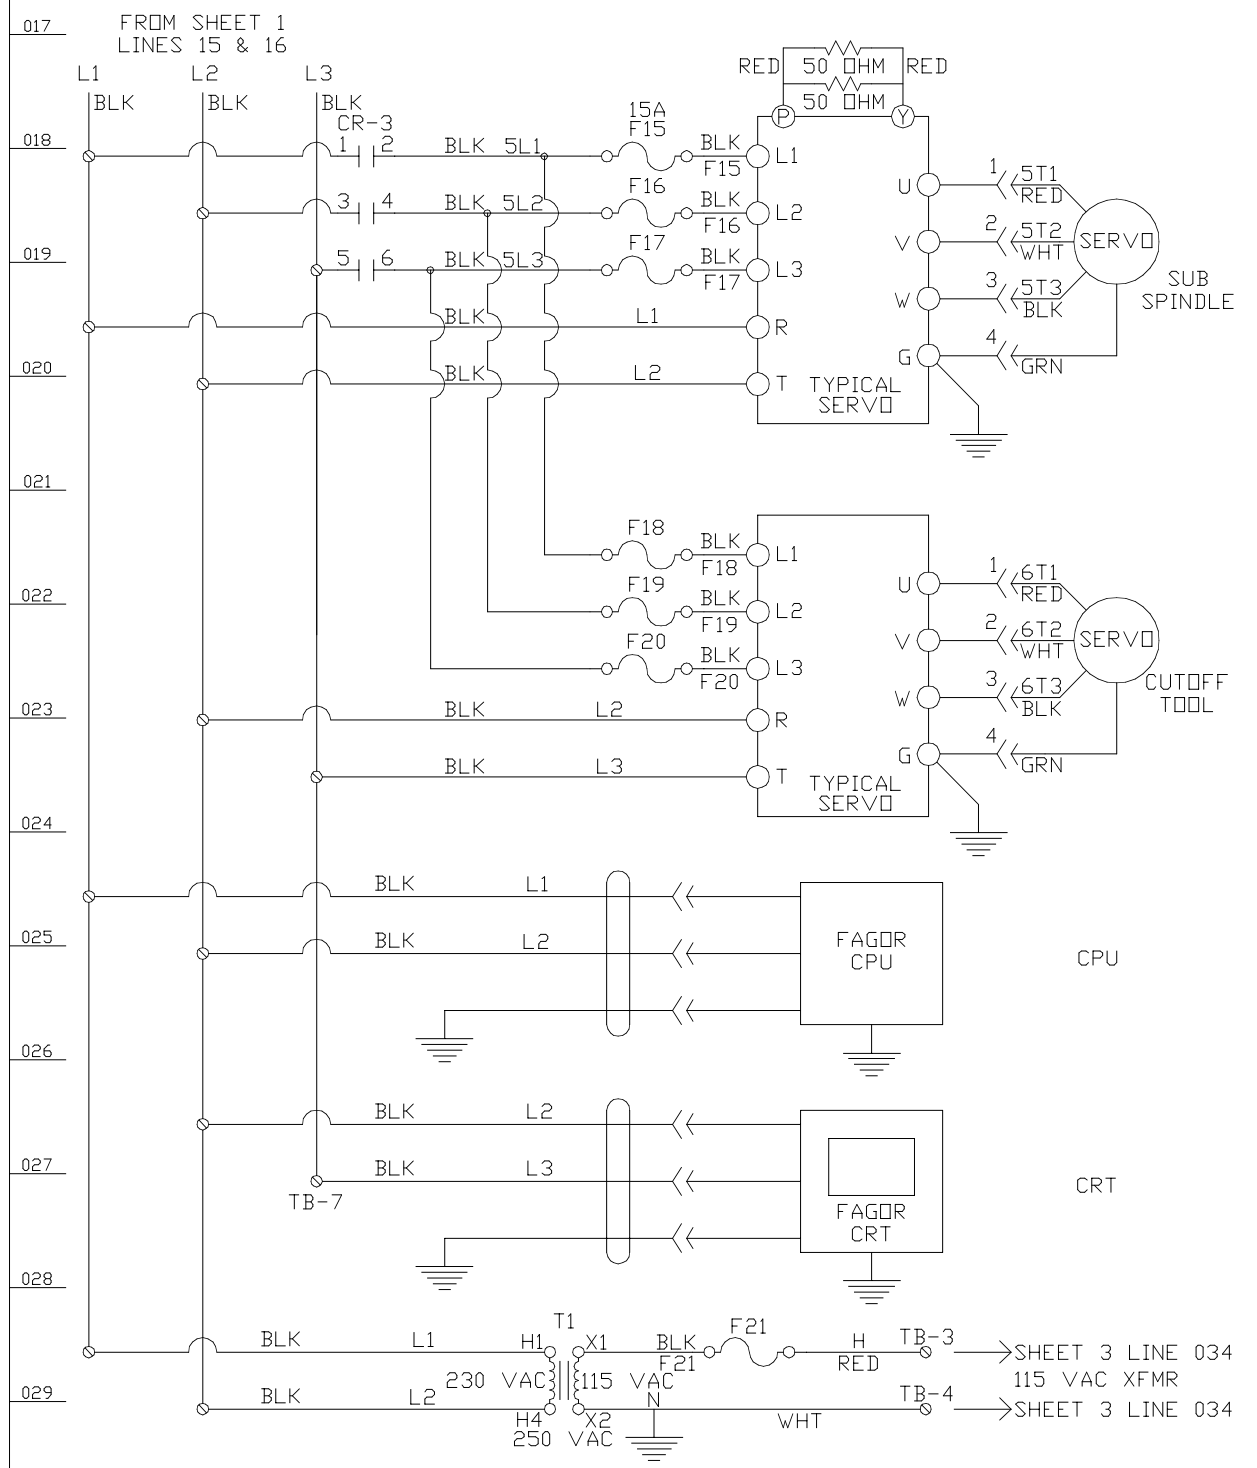 017
FROM SHEET 1
LINES 15 & 16
L1 L2 L3
BLK BLK BLK
RED 50 OHM RED
50 OHM
P Y
CR-3
15A
018
1 2 BLK 5L1 F15 BLK F15 L1
3 4 BLK 5L2 F16 BLK F16 L2
019
5 6 BLK 5L3 F17 BLK F17 L3
BLK L1 R
020
BLK L2 T
U 1 5T1 RED
V 2 5T2 WHT
W 3 5T3 BLK
G 4 GRN
SERVO
SUB
SPINDLE
TYPICAL
SERVO
021
F18 BLK F18 L1
022
F19 BLK F19 L2
F20 BLK F20 L3
023
BLK L2 R
BLK L3 T
U 1 6T1 RED
V 2 6T2 WHT
W 3 6T3 BLK
G 4 GRN
SERVO
CUTOFF
TOOL
TYPICAL
SERVO
024
BLK L1
025
BLK L2
FAGOR
CPU
CPU
026
BLK L2
027
BLK L3
TB-7
FAGOR
CRT
CRT
028
T1
BLK L1 H1 X1 BLK F21 F21 H RED TB-3 SHEET 3 LINE 034
230 VAC 115 VAC
115 VAC XFMR
029
BLK L2 H4 X2 N WHT TB-4 SHEET 3 LINE 034
250 VAC